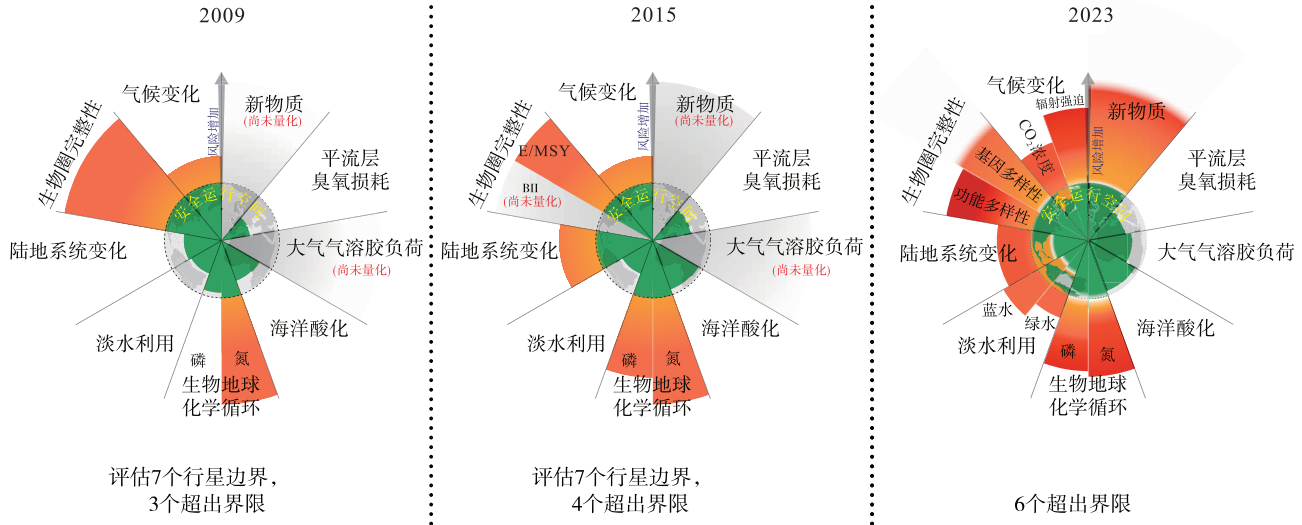 2009
气候变化
新物质
(尚未量化)
风险增加
生物圈完整性
平流层
臭氧损耗
安全运行空间
陆地系统变化
大气气溶胶负荷
(尚未量化)
海洋酸化
淡水利用
磷
氮
生物地球
化学循环
评估7个行星边界，
3个超出界限
2015
气候变化
新物质
(尚未量化)
风险增加
生物圈完整性
E/MSY
BII
(尚未量化)
平流层
臭氧损耗
安全运行空间
陆地系统变化
大气气溶胶负荷
(尚未量化)
海洋酸化
淡水利用
磷
氮
生物地球
化学循环
评估7个行星边界，
4个超出界限
2023
气候变化
辐射强迫
CO₂浓度
新物质
风险增加
生物圈完整性
基因多样性
功能多样性
平流层
臭氧损耗
安全运行空间
陆地系统变化
大气气溶胶负荷
蓝水
绿水
海洋酸化
淡水利用
磷
氮
生物地球
化学循环
6个超出界限